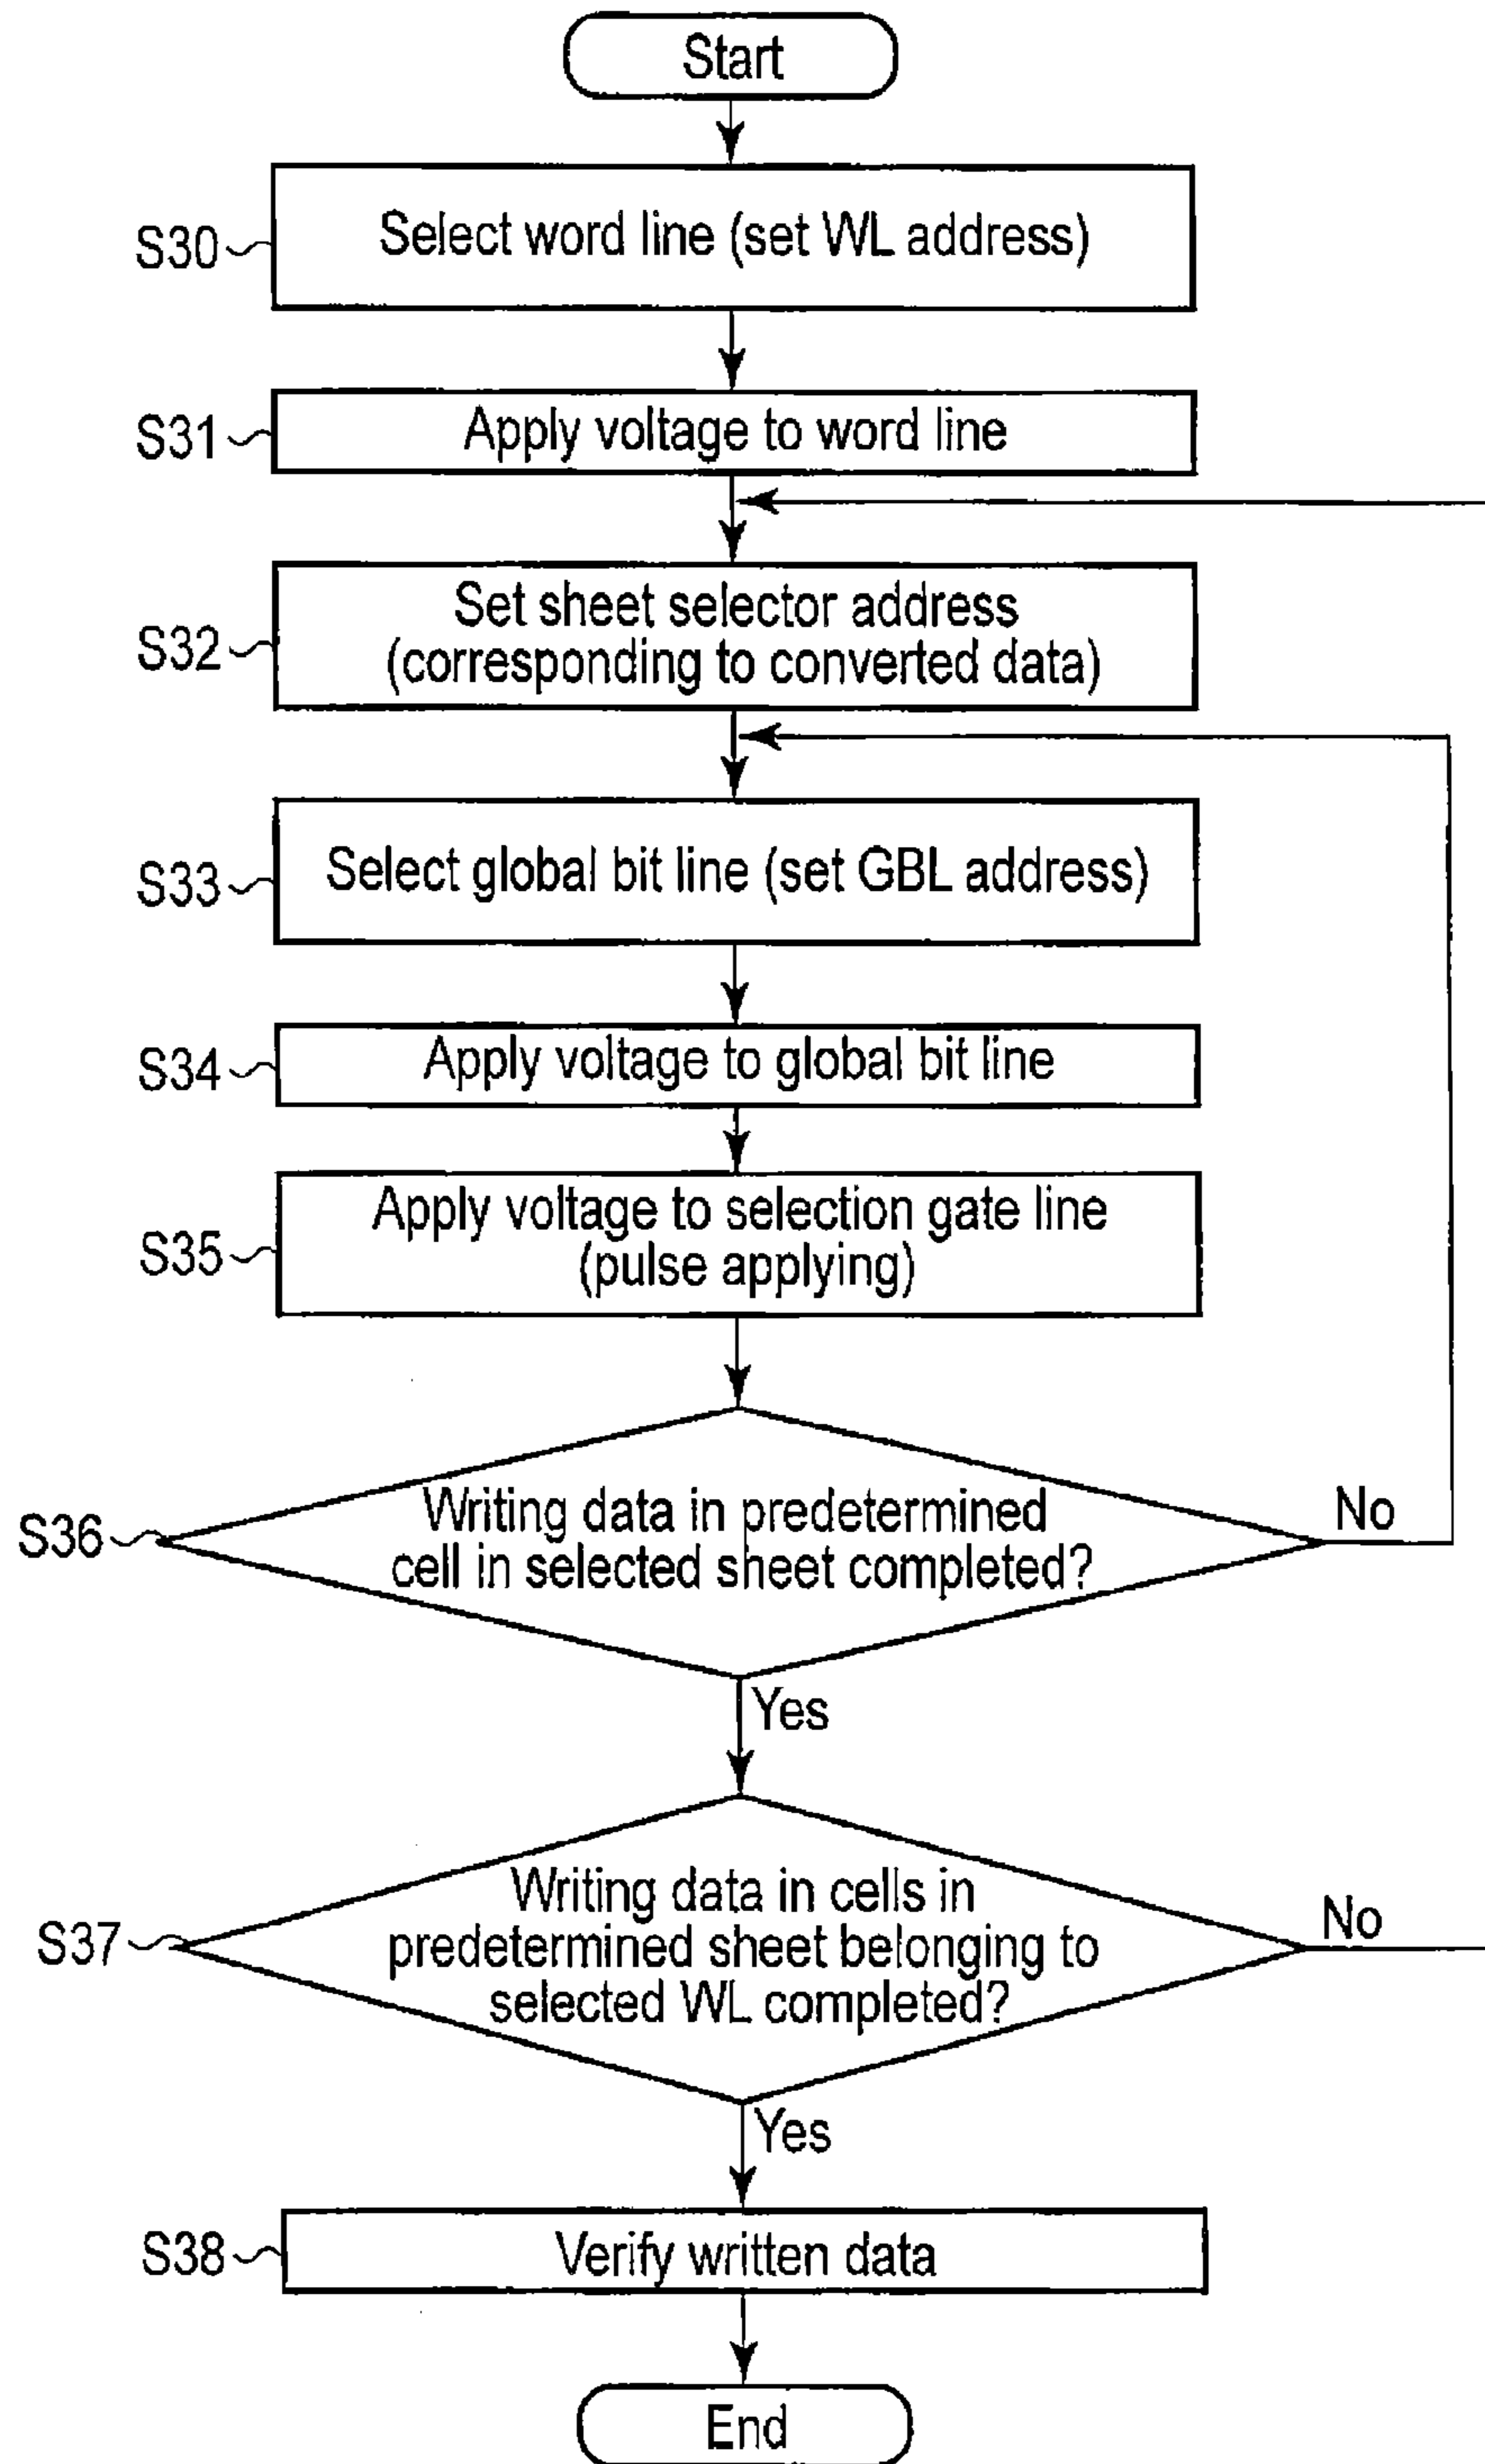 Start
S30
Select word line (set WL address)
S31
Apply voltage to word line
S32
Set sheet selector address
(corresponding to converted data)
S33
Select global bit line (set GBL address)
S34
Apply voltage to global bit line
S35
Apply voltage to selection gate line
(pulse applying)
S36
Writing data in predetermined
cell in selected sheet completed?
No
Yes
S37
Writing data in cells in
predetermined sheet belonging to
selected WL completed?
No
Yes
S38
Verify written data
End